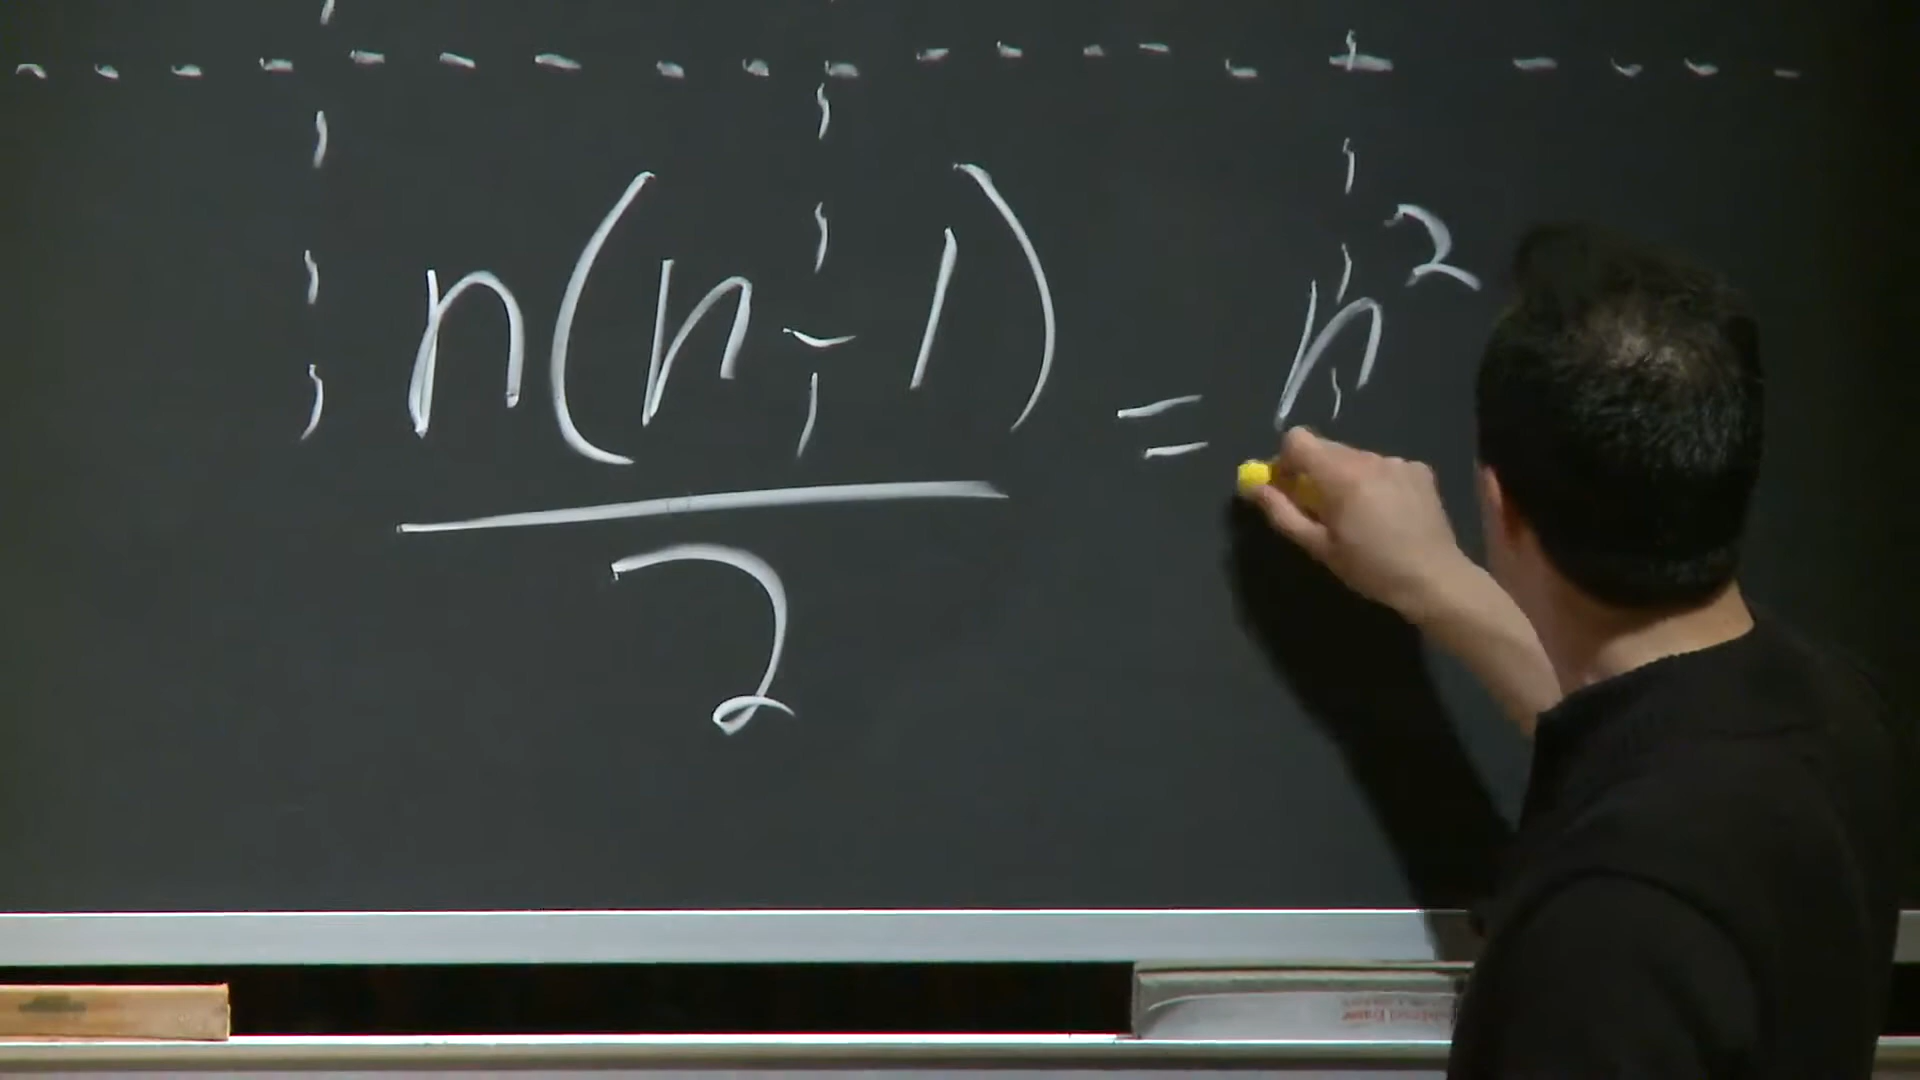 n(n-1)/2 = n²